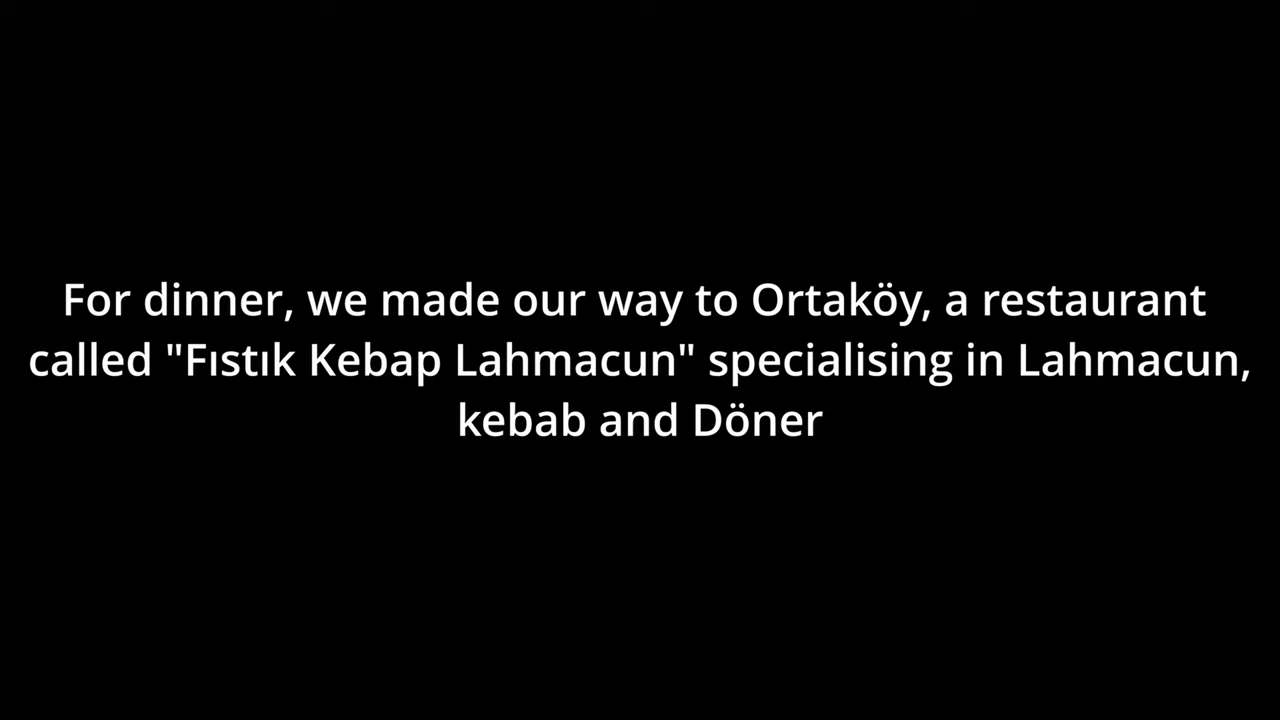 For dinner, we made our way to Ortaköy, a restaurant
called "Fıstık Kebap Lahmacun" specialising in Lahmacun,
kebab and Döner